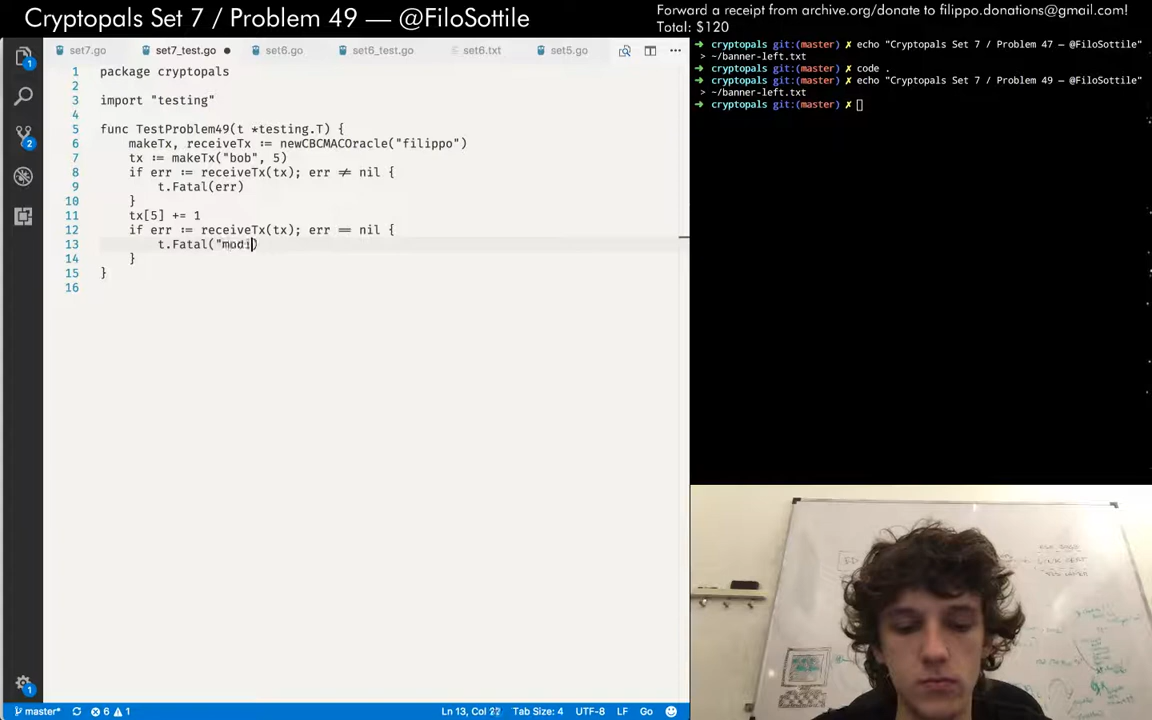 Cryptopals Set 7 / Problem 49 — @FiloSottile
Forward a receipt from archive.org/donate to filippo.donations@gmail.com!
Total: $120
set7.go
set7_test.go
set6.go
set6_test.go
set6.txt
set5.go
1 package cryptopals
2
3 import "testing"
4
5 func TestProblem49(t *testing.T) {
6 makeTx, receiveTx := newCBCMACOracle("filippo")
7 tx := makeTx("bob", 5)
8 if err := receiveTx(tx); err ≠ nil {
9 t.Fatal(err)
10 }
11 tx[5] += 1
12 if err := receiveTx(tx); err == nil {
13 t.Fatal("modi)
14 }
15 }
16
➜ cryptopals git:(master) ✗ echo "Cryptopals Set 7 / Problem 47 — @FiloSottile"
> ~/banner-left.txt
➜ cryptopals git:(master) ✗ code .
➜ cryptopals git:(master) ✗ echo "Cryptopals Set 7 / Problem 49 — @FiloSottile"
> ~/banner-left.txt
➜ cryptopals git:(master) ✗
1
2
1
master*
6
1
Ln 13, Col 22
Tab Size: 4
UTF-8
LF
Go